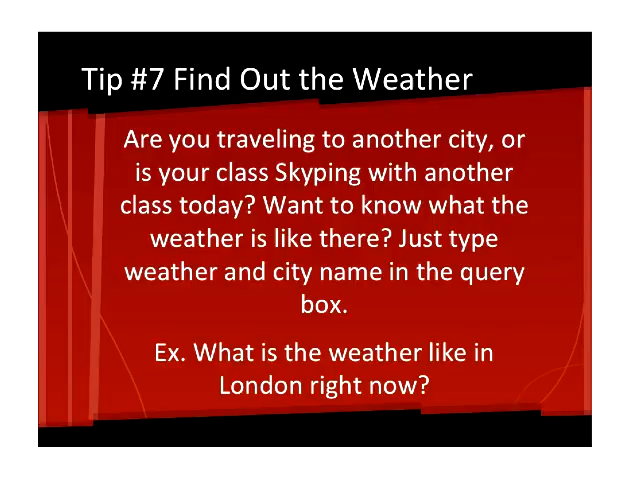 Tip #7 Find Out the Weather
Are you traveling to another city, or
is your class Skyping with another
class today? Want to know what the
weather is like there? Just type
weather and city name in the query
box.
Ex. What is the weather like in
London right now?